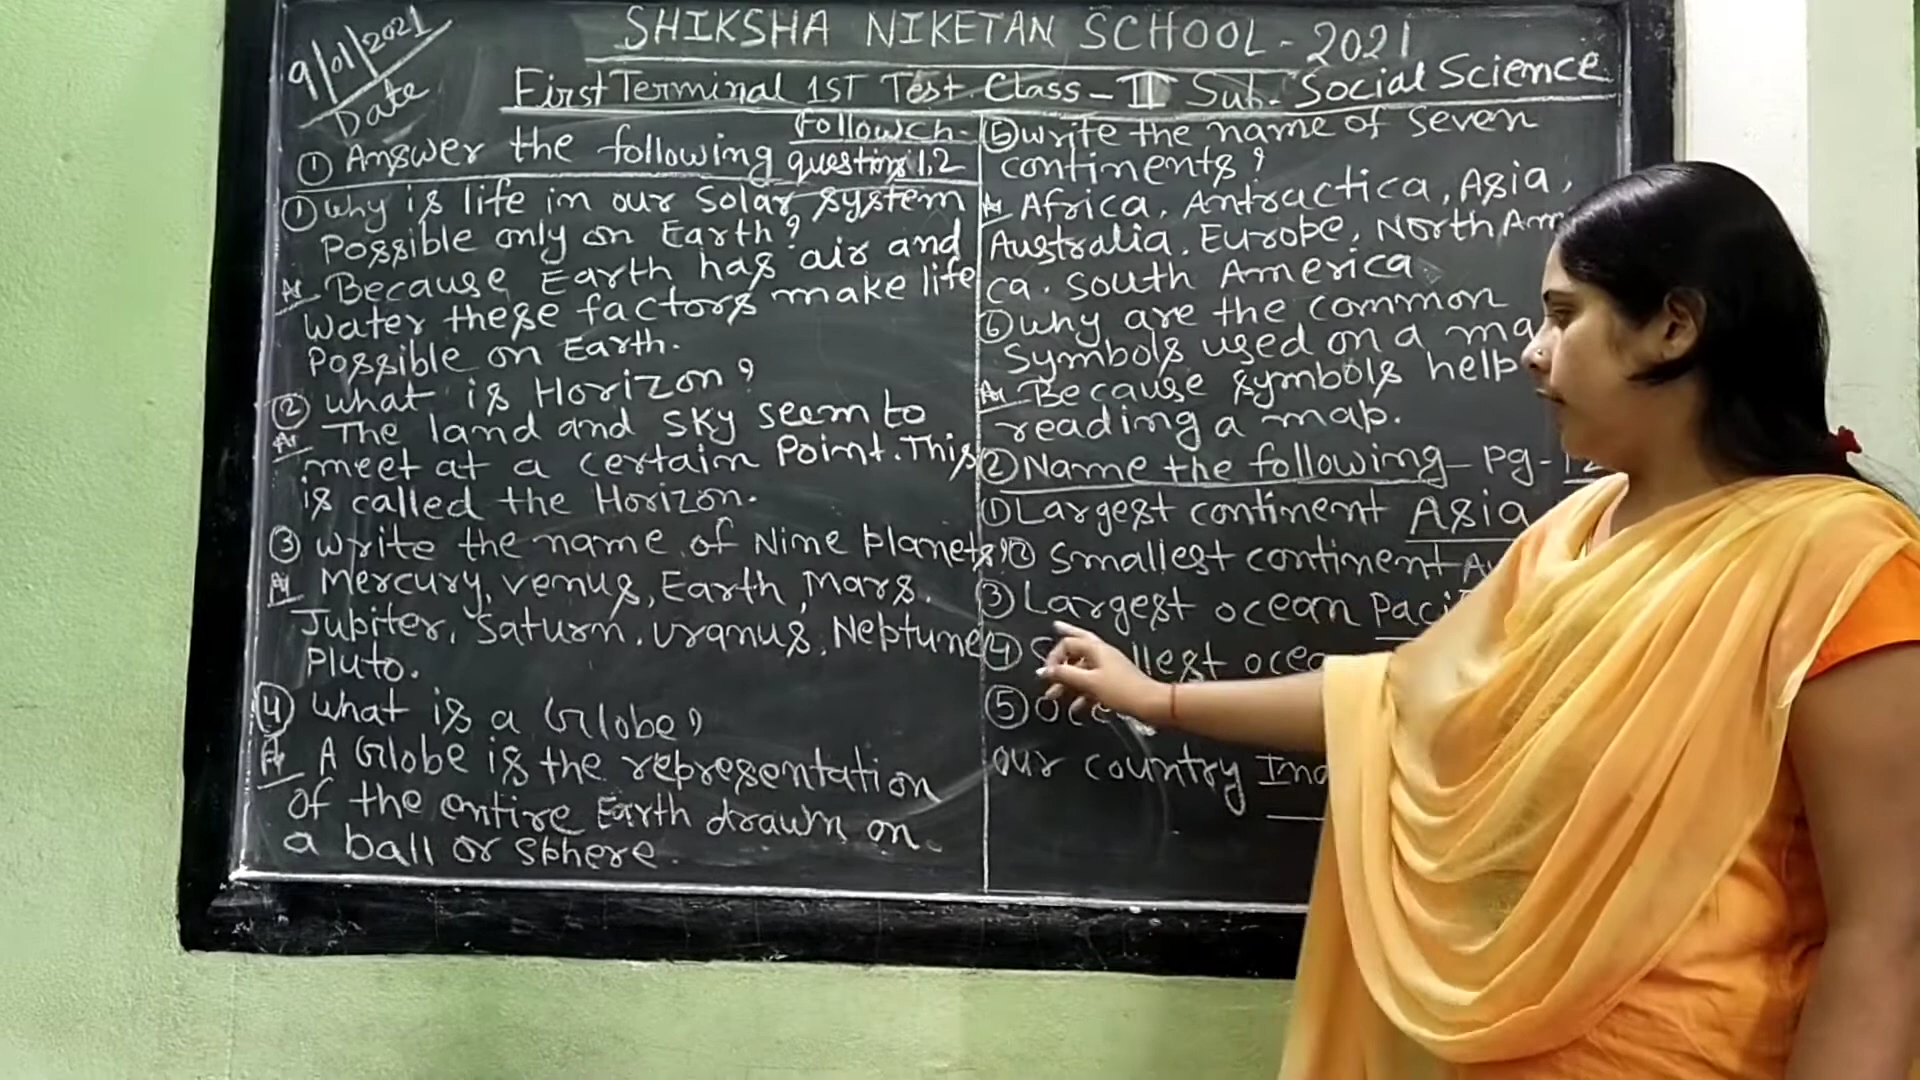 9/01/2021
Date
SHIKSHA NIKETAN SCHOOL - 2021
First Terminal 1ST Test Class - II Sub - Social Science
Follow ch-
① Answer the following questions 1,2
① Why is life in our Solar system
Possible only on Earth?
Because Earth has air and
water these factors make life
Possible on Earth.
② What is Horizon?
The land and sky seem to
meet at a certain Point. This
is called the Horizon.
③ Write the name of Nine Planets?
Mercury, Venus, Earth, Mars,
Jupiter, Saturn, Uranus, Neptune
Pluto.
④ What is a Globe?
A Globe is the representation
of the entire Earth drawn on
a ball or sphere.
⑤ Write the name of seven
continents?
Africa, Antractica, Asia,
Australia, Europe, North Am
ca. South America
⑥ Why are the common
Symbols used on a ma
Because symbols help
reading a map.
② Name the following - Pg - 12
① Largest continent Asia
② Smallest continent
③ Largest ocean Paci
④ S llest ocea
⑤ Oce
our country Ind